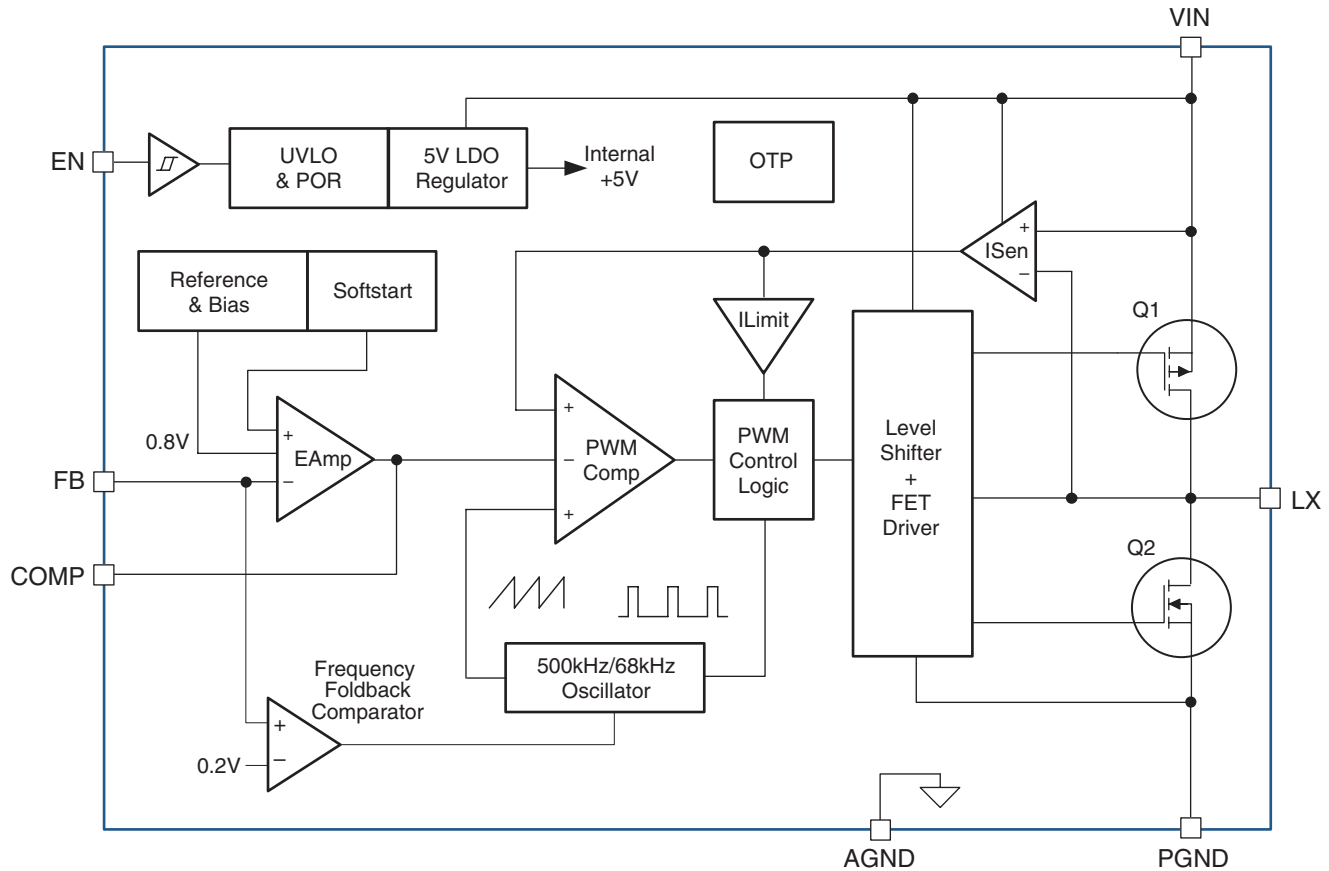 VIN
EN
UVLO
& POR
5V LDO
Regulator
Internal
+5V
OTP
Reference
& Bias
Softstart
+
ISen
−
ILimit
Q1
0.8V
+
EAmp
−
FB
COMP
+
−
PWM
Comp
+
PWM
Control
Logic
Level
Shifter
+
FET
Driver
LX
Q2
500kHz/68kHz
Oscillator
Frequency
Foldback
Comparator
+
−
0.2V
AGND
PGND